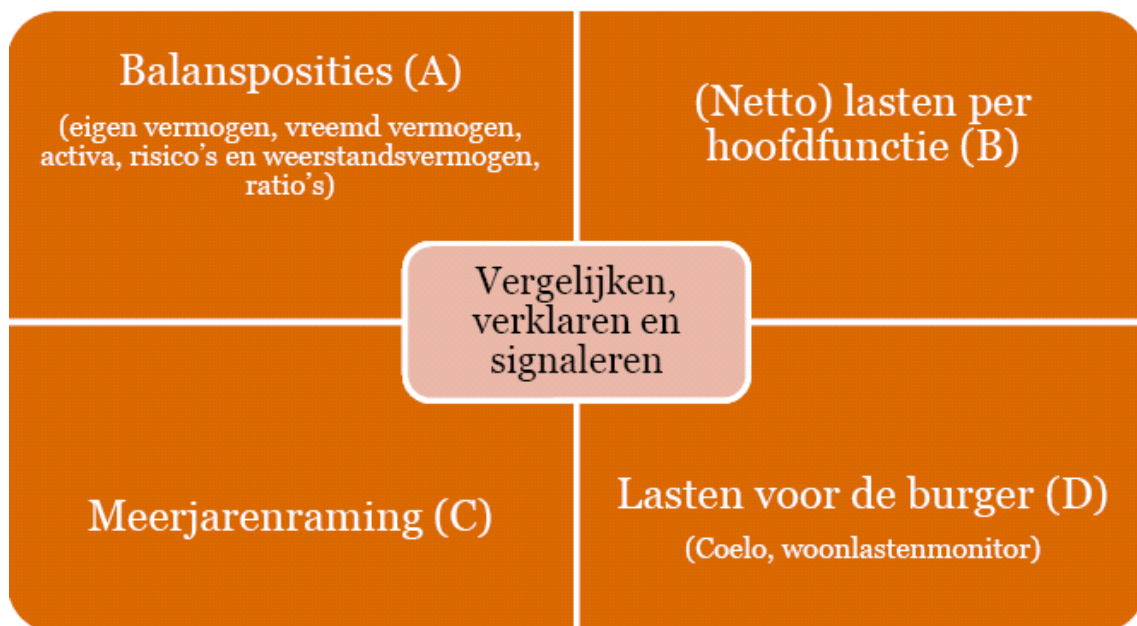 Balansposities (A)
(eigen vermogen, vreemd vermogen,
activa, risico's en weerstandsvermogen,
ratio's)
(Netto) lasten per
hoofdfunctie (B)
Vergelijken,
verklaren en
signaleren
Meerjarenraming (C)
Lasten voor de burger (D)
(Coelo, woonlastenmonitor)